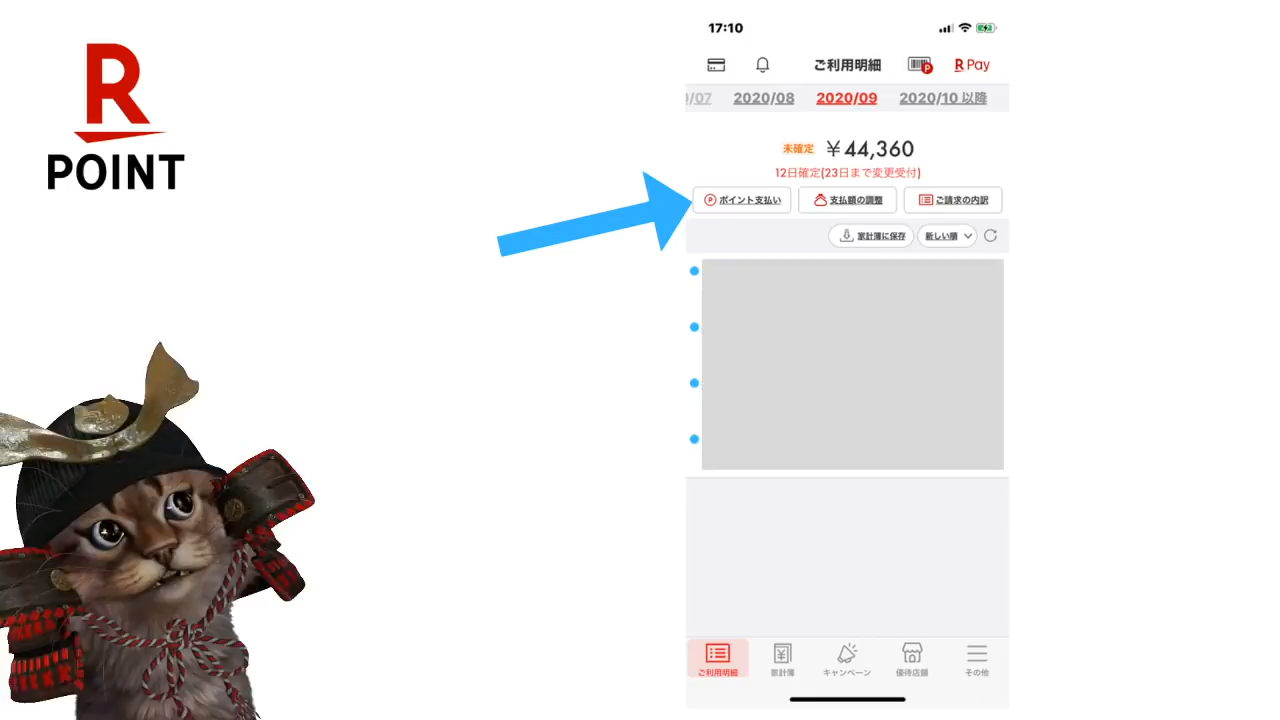 R
POINT
17:10
ご利用明細
P
R Pay
/07 2020/08 2020/09 2020/10 以降
未確定 ¥44,360
12日確定(23日まで変更受付)
P ポイント支払い 支払額の調整 ご請求の内訳
家計簿に保存 新しい順
ご利用明細 家計簿 キャンペーン 優待店舗 その他